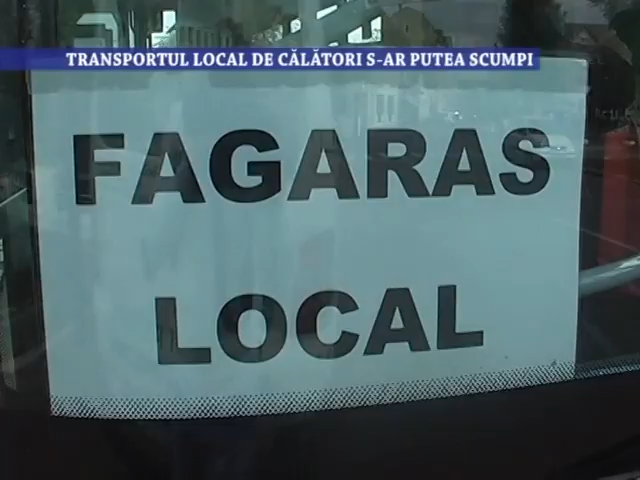 TRANSPORTUL LOCAL DE CĂLĂTORI S-AR PUTEA SCUMPI
FAGARAS
LOCAL